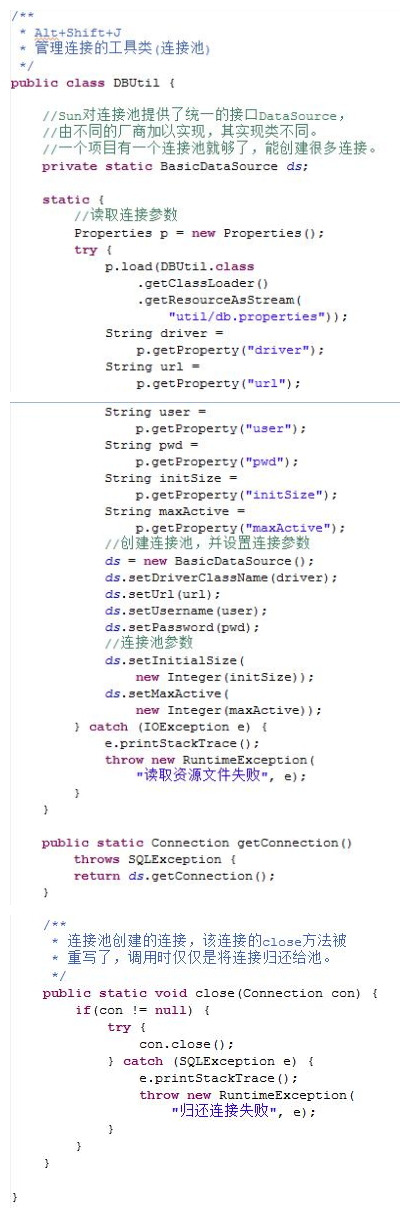 /**
 * Alt+Shift+J
 * 管理连接的工具类(连接池)
 */
public class DBUtil {
    //Sun对连接池提供了统一的接口DataSource,
    //由不同的厂商加以实现，其实现类不同。
    //一个项目有一个连接池就够了，能创建很多连接。
    private static BasicDataSource ds;
    static {
        //读取连接参数
        Properties p = new Properties();
        try {
            p.load(DBUtil.class
                .getClassLoader()
                .getResourceAsStream(
                    "util/db.properties"));
            String driver =
                p.getProperty("driver");
            String url =
                p.getProperty("url");
            String user =
                p.getProperty("user");
            String pwd =
                p.getProperty("pwd");
            String initSize =
                p.getProperty("initSize");
            String maxActive =
                p.getProperty("maxActive");
            //创建连接池，并设置连接参数
            ds = new BasicDataSource();
            ds.setDriverClassName(driver);
            ds.setUrl(url);
            ds.setUsername(user);
            ds.setPassword(pwd);
            //连接池参数
            ds.setInitialSize(
                new Integer(initSize));
            ds.setMaxActive(
                new Integer(maxActive));
        } catch (IOException e) {
            e.printStackTrace();
            throw new RuntimeException(
                "读取资源文件失败", e);
        }
    }
    public static Connection getConnection()
        throws SQLException {
        return ds.getConnection();
    }
    /**
     * 连接池创建的连接，该连接的close方法被
     * 重写了，调用时仅仅是将连接归还给池。
     */
    public static void close(Connection con) {
        if(con != null) {
            try {
                con.close();
            } catch (SQLException e) {
                e.printStackTrace();
                throw new RuntimeException(
                    "归还连接失败", e);
            }
        }
    }
}